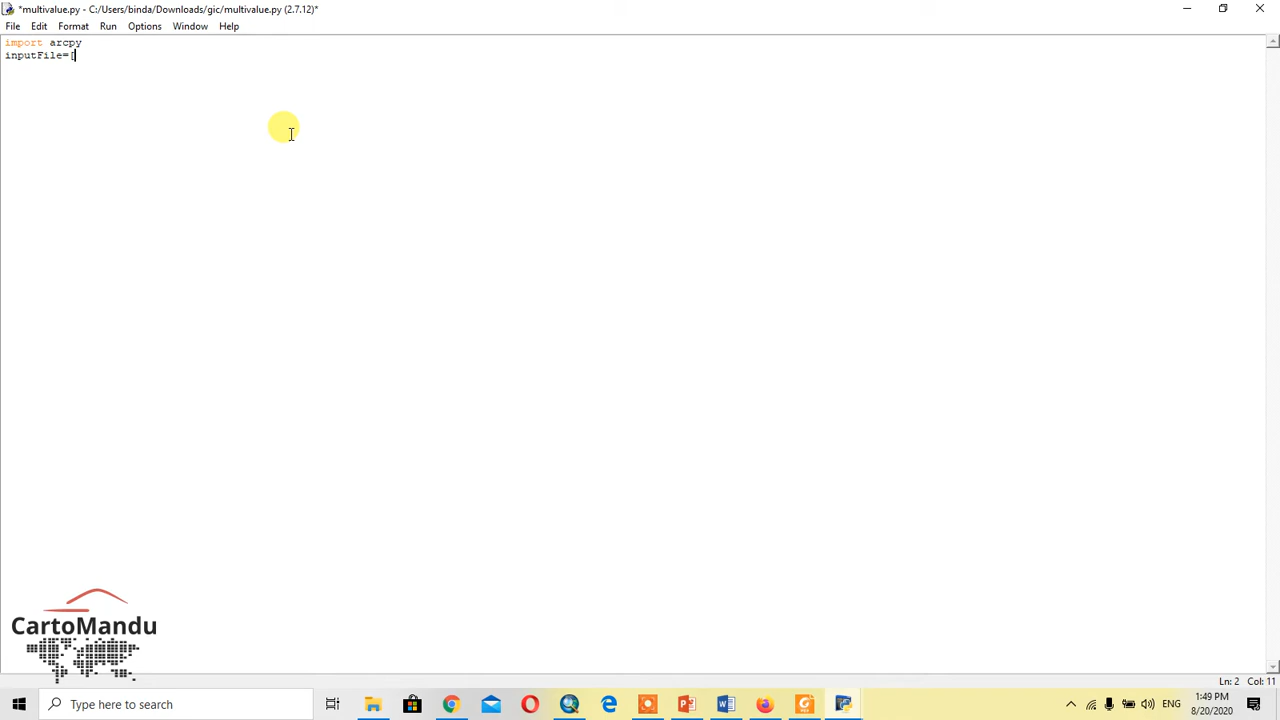 *multivalue.py - C:/Users/binda/Downloads/gic/multivalue.py (2.7.12)*
File Edit Format Run Options Window Help
import arcpy
inputFile=[
CartoMandu
Ln: 2 Col: 11
Type here to search
ENG
1:49 PM
8/20/2020